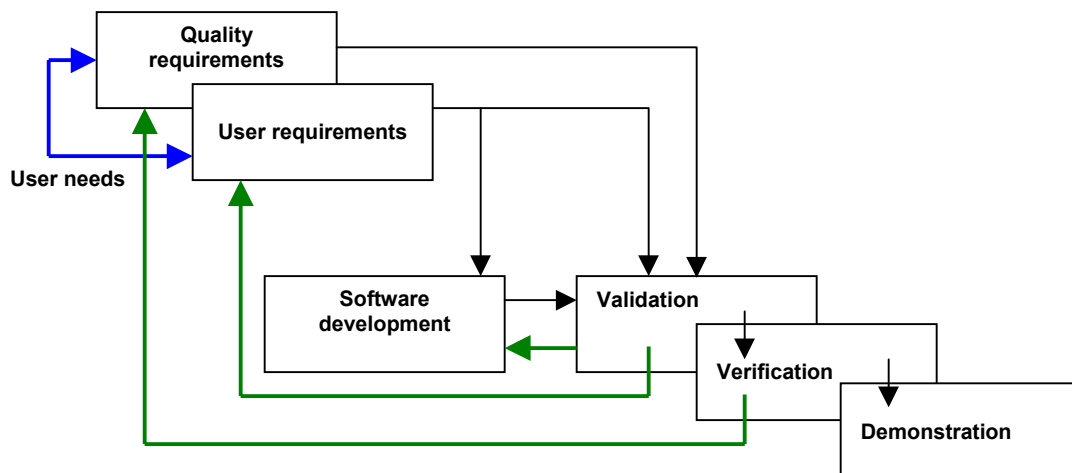 Quality
requirements
User requirements
User needs
Software
development
Validation
Verification
Demonstration